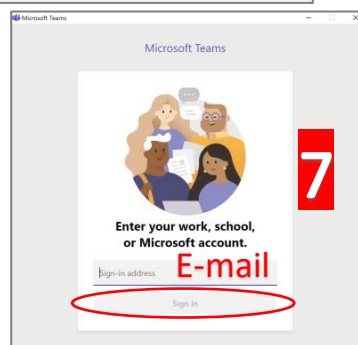 Microsoft Teams
Microsoft Teams
7
Enter your work, school,
or Microsoft account.
Sign-in address E-mail
Sign in